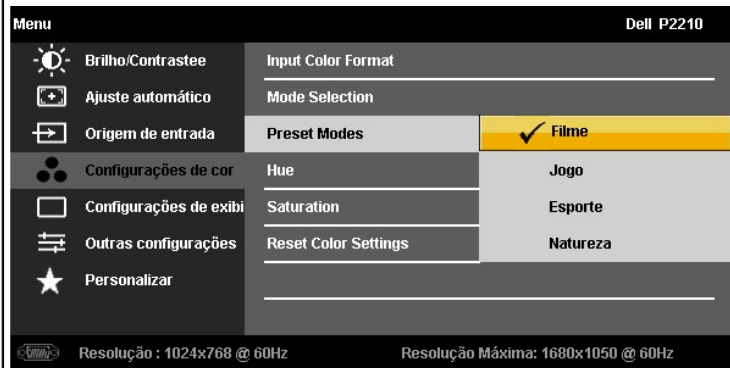 Menu Dell P2210
Brilho/Contrastee Input Color Format
Ajuste automático Mode Selection
Origem de entrada Preset Modes Filme
Configurações de cor Hue Jogo
Configurações de exibi Saturation Esporte
Outras configurações Reset Color Settings Natureza
Personalizar
Resolução : 1024x768 @ 60Hz Resolução Máxima: 1680x1050 @ 60Hz